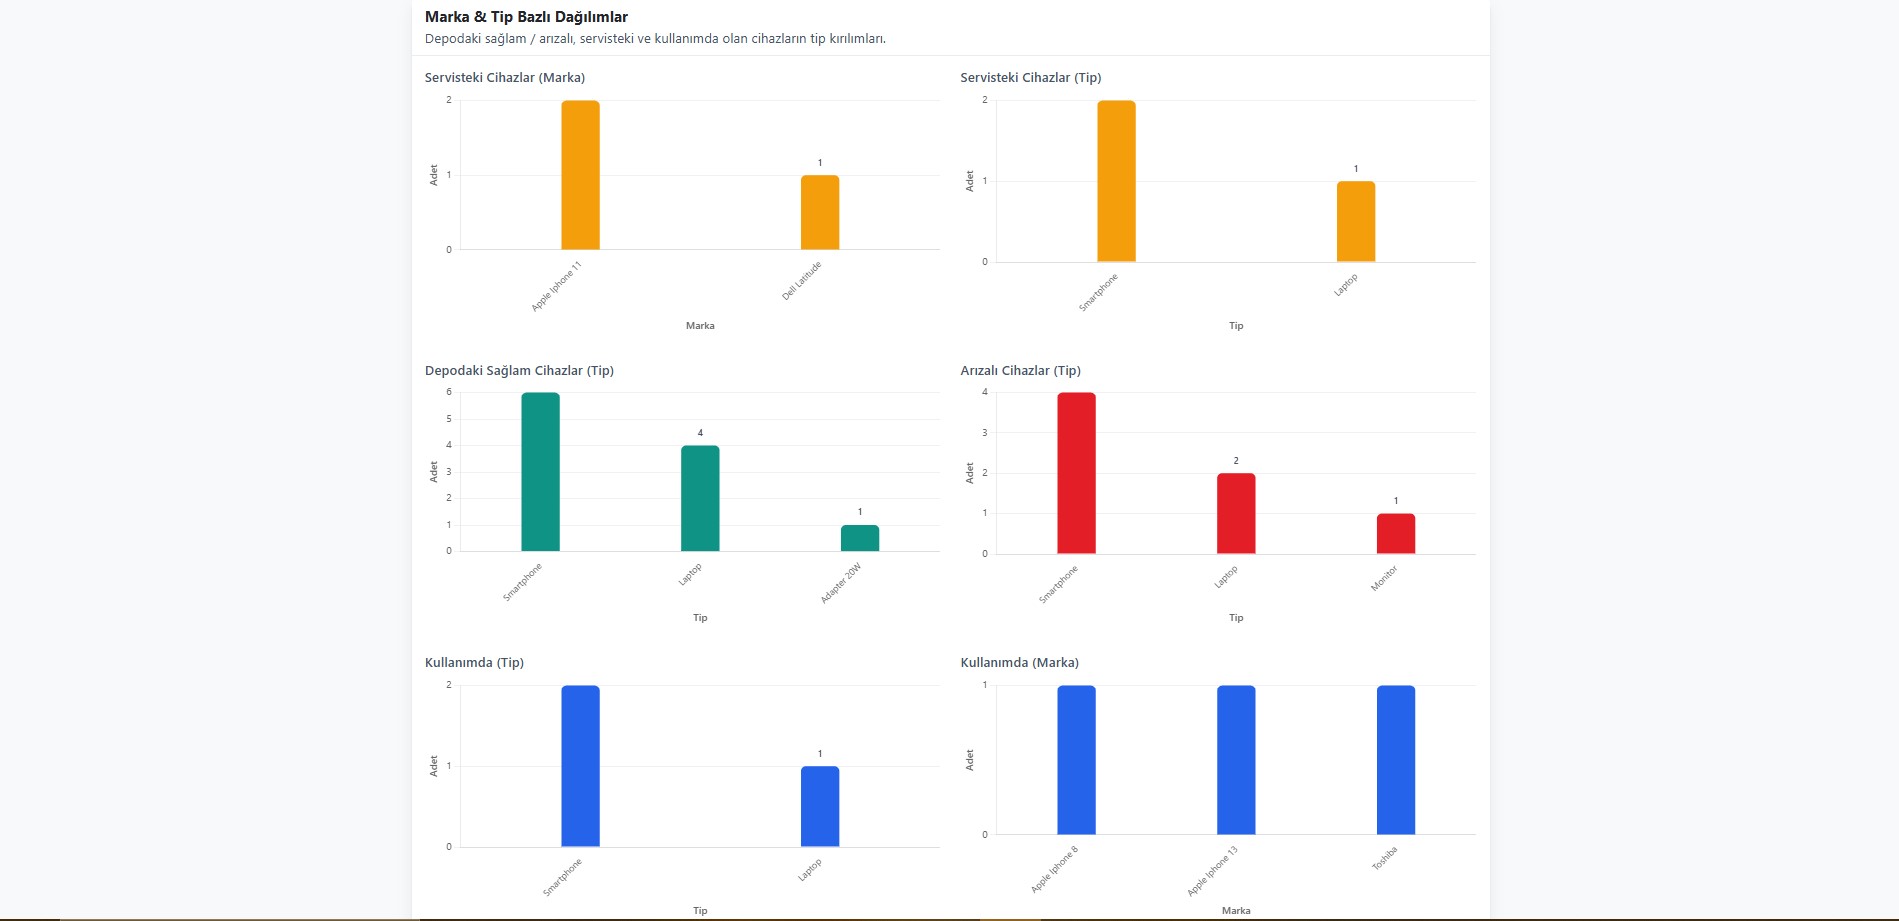 Marka & Tip Bazlı Dağılımlar
Depodaki sağlam / arızalı, servisteki ve kullanımda olan cihazların tip kırılımları.
Servisteki Cihazlar (Marka)
2
1
1
0
Adet
Apple Iphone 11
Dell Latitude
Marka
Servisteki Cihazlar (Tip)
2
1
1
0
Adet
Smartphone
Laptop
Tip
Depodaki Sağlam Cihazlar (Tip)
6
5
4
4
3
2
1
1
0
Adet
Smartphone
Laptop
Adapter 20W
Tip
Arızalı Cihazlar (Tip)
4
3
2
2
1
1
0
Adet
Smartphone
Laptop
Monitor
Tip
Kullanımda (Tip)
2
1
1
0
Adet
Smartphone
Laptop
Tip
Kullanımda (Marka)
1
0
Adet
Apple Iphone 8
Apple Iphone 13
Toshiba
Marka